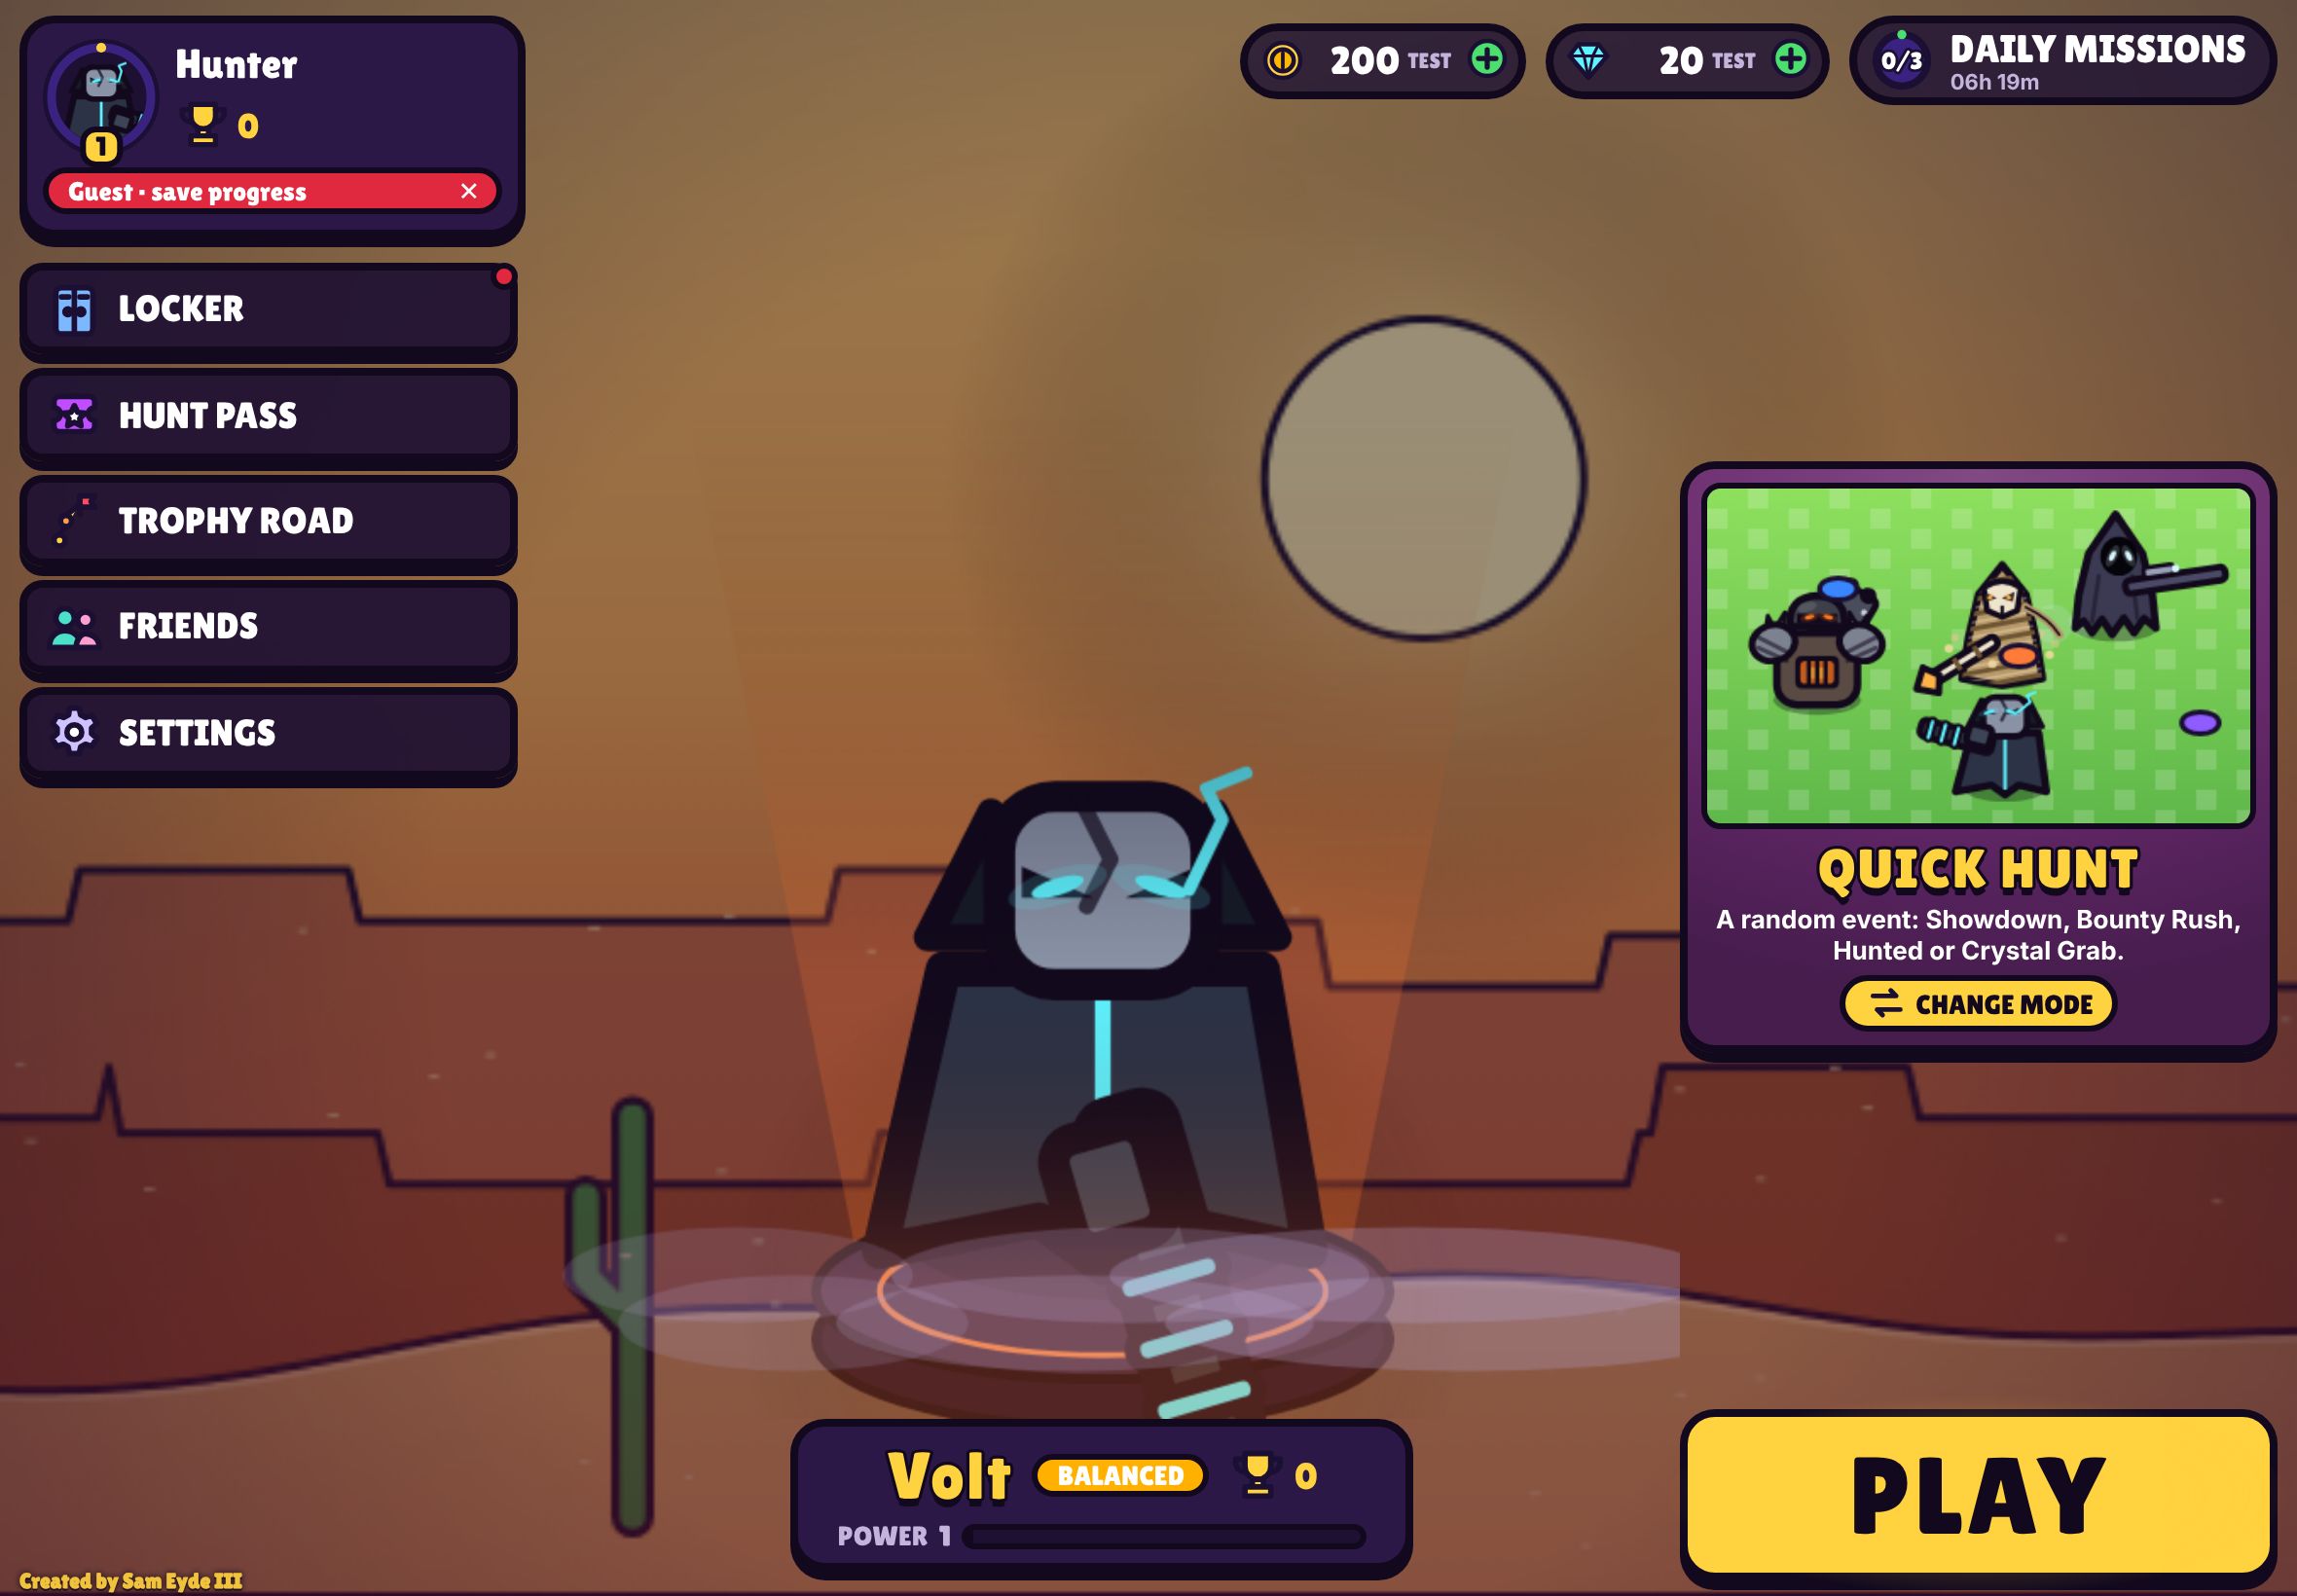 Hunter
0
1
Guest · save progress
LOCKER
HUNT PASS
TROPHY ROAD
FRIENDS
SETTINGS
200 TEST
20 TEST
0/3
DAILY MISSIONS
06h 19m
QUICK HUNT
A random event: Showdown, Bounty Rush,
Hunted or Crystal Grab.
CHANGE MODE
Volt BALANCED 0
POWER 1
PLAY
Created by Sam Eyde III